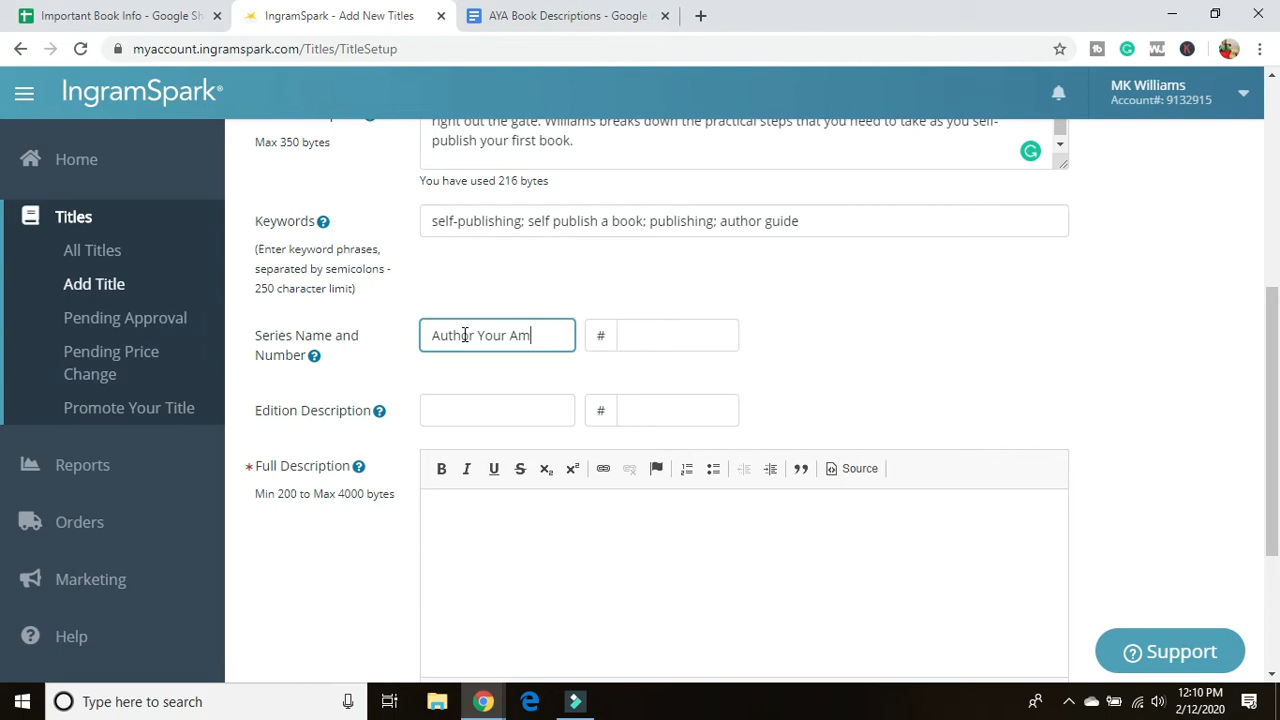 Important Book Info - Google Sh
IngramSpark - Add New Titles
AYA Book Descriptions - Google
myaccount.ingramspark.com/Titles/TitleSetup
IngramSpark®
MK Williams
Account#: 9132915
Home
Titles
All Titles
Add Title
Pending Approval
Pending Price
Change
Promote Your Title
Reports
Orders
Marketing
Help
right out the gate. Williams breaks down the practical steps that you need to take as you self-
publish your first book.
Max 350 bytes
You have used 216 bytes
Keywords
self-publishing; self publish a book; publishing; author guide
(Enter keyword phrases,
separated by semicolons -
250 character limit)
Series Name and
Number
Author Your Am
#
Edition Description
#
* Full Description
Min 200 to Max 4000 bytes
B I U S x₂ x² Source
Support
Type here to search
12:10 PM
2/12/2020